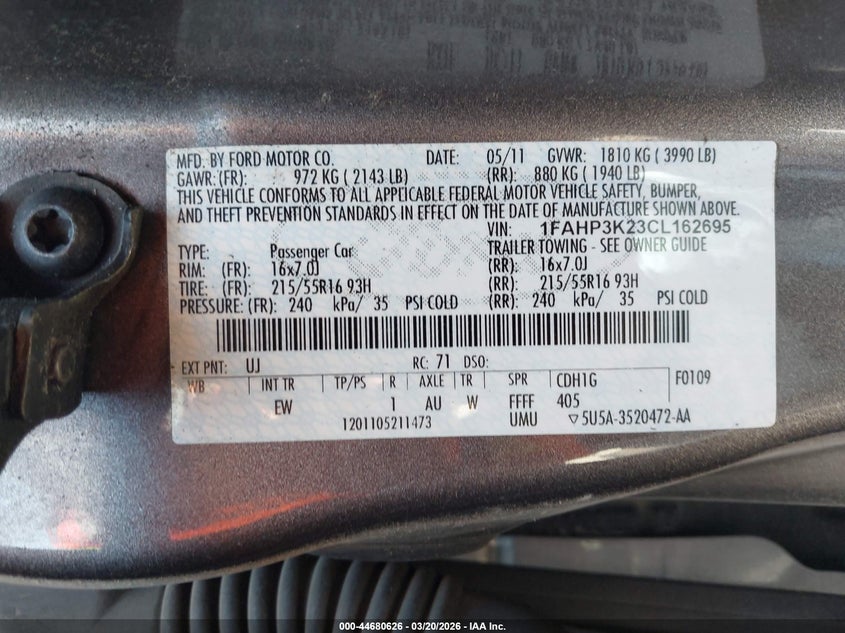 MFD. BY FORD MOTOR CO. DATE: 05/11 GVWR: 1810 KG ( 3990 LB)
GAWR: (FR): 972 KG ( 2143 LB) (RR): 880 KG ( 1940 LB)
THIS VEHICLE CONFORMS TO ALL APPLICABLE FEDERAL MOTOR VEHICLE SAFETY, BUMPER,
AND THEFT PREVENTION STANDARDS IN EFFECT ON THE DATE OF MANUFACTURE SHOWN ABOVE.
VIN: 1FAHP3K23CL162695
TYPE: Passenger Car TRAILER TOWING - SEE OWNER GUIDE
RIM: (FR): 16x7.0J (RR): 16x7.0J
TIRE: (FR): 215/55R16 93H (RR): 215/55R16 93H
PRESSURE: (FR): 240 kPa/ 35 PSI COLD (RR): 240 kPa/ 35 PSI COLD
EXT PNT: UJ RC: 71 DSO:
WB INT TR TP/PS R AXLE TR SPR CDH1G F0109
EW 1 AU W FFFF 405
1201105211473 UMU ▽5U5A-3520472-AA
000-44680626 - 03/20/2026 - IAA Inc.